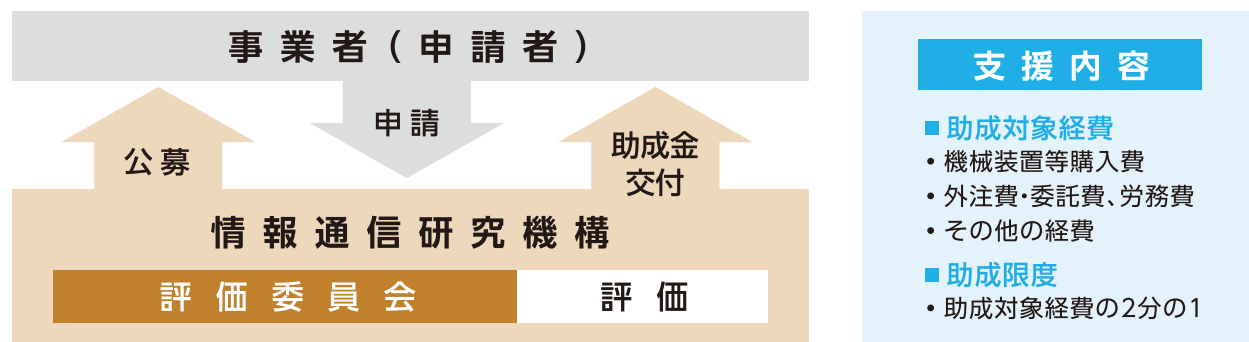 事業者(申請者)
公募
申請
助成金
交付
情報通信研究機構
評価委員会
評価
支援内容
■助成対象経費
・機械装置等購入費
・外注費・委託費、労務費
・その他の経費
■助成限度
・助成対象経費の2分の1